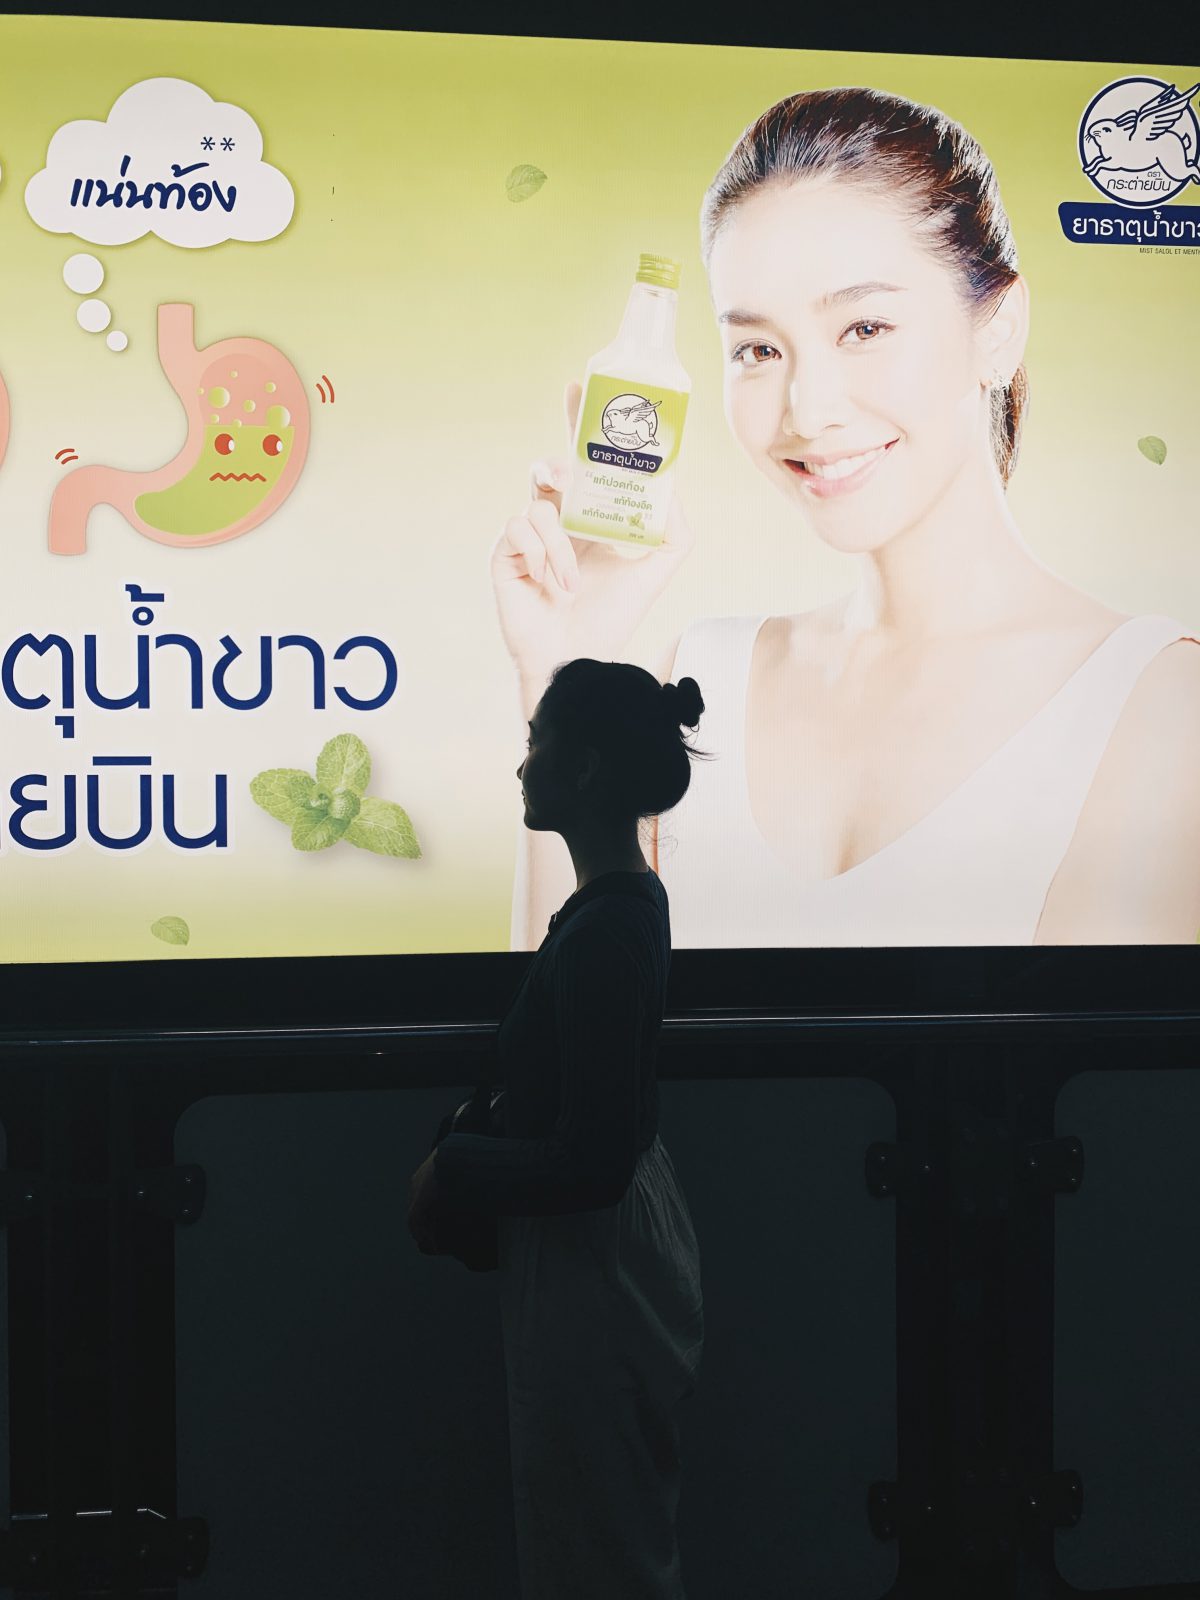 **
แน่นท้อง
ตรา
กระต่ายบิน
ยาธาตุน้ำขาว
MIST SALOL ET MENTH
กระต่ายบิน
ยาธาตุน้ำขาว
"แก้ปวดท้อง
แก้ท้องอืด
แก้ท้องเสีย"
ตุน้ำขาว
ยบิน